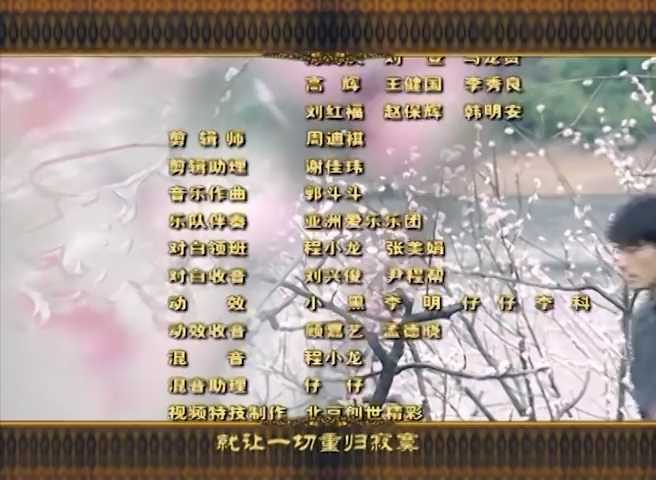 高 辉 王健国 李秀良
刘红福 赵保辉 韩明安
剪 辑 师 周迪祺
剪辑助理 谢佳玮
音乐作曲 郭斗斗
乐队伴奏 亚洲爱乐乐团
对白领班 程小龙 张美娟
对白收音 刘兴俊 尹程帮
动 效 小 黑 李 明 仔 仔 李 科
动效收音 顾嘉艺 孟德晓
混 音 程小龙
混音助理 仔 仔
视频特技制作 北京创世精彩
就让一切重归寂寞